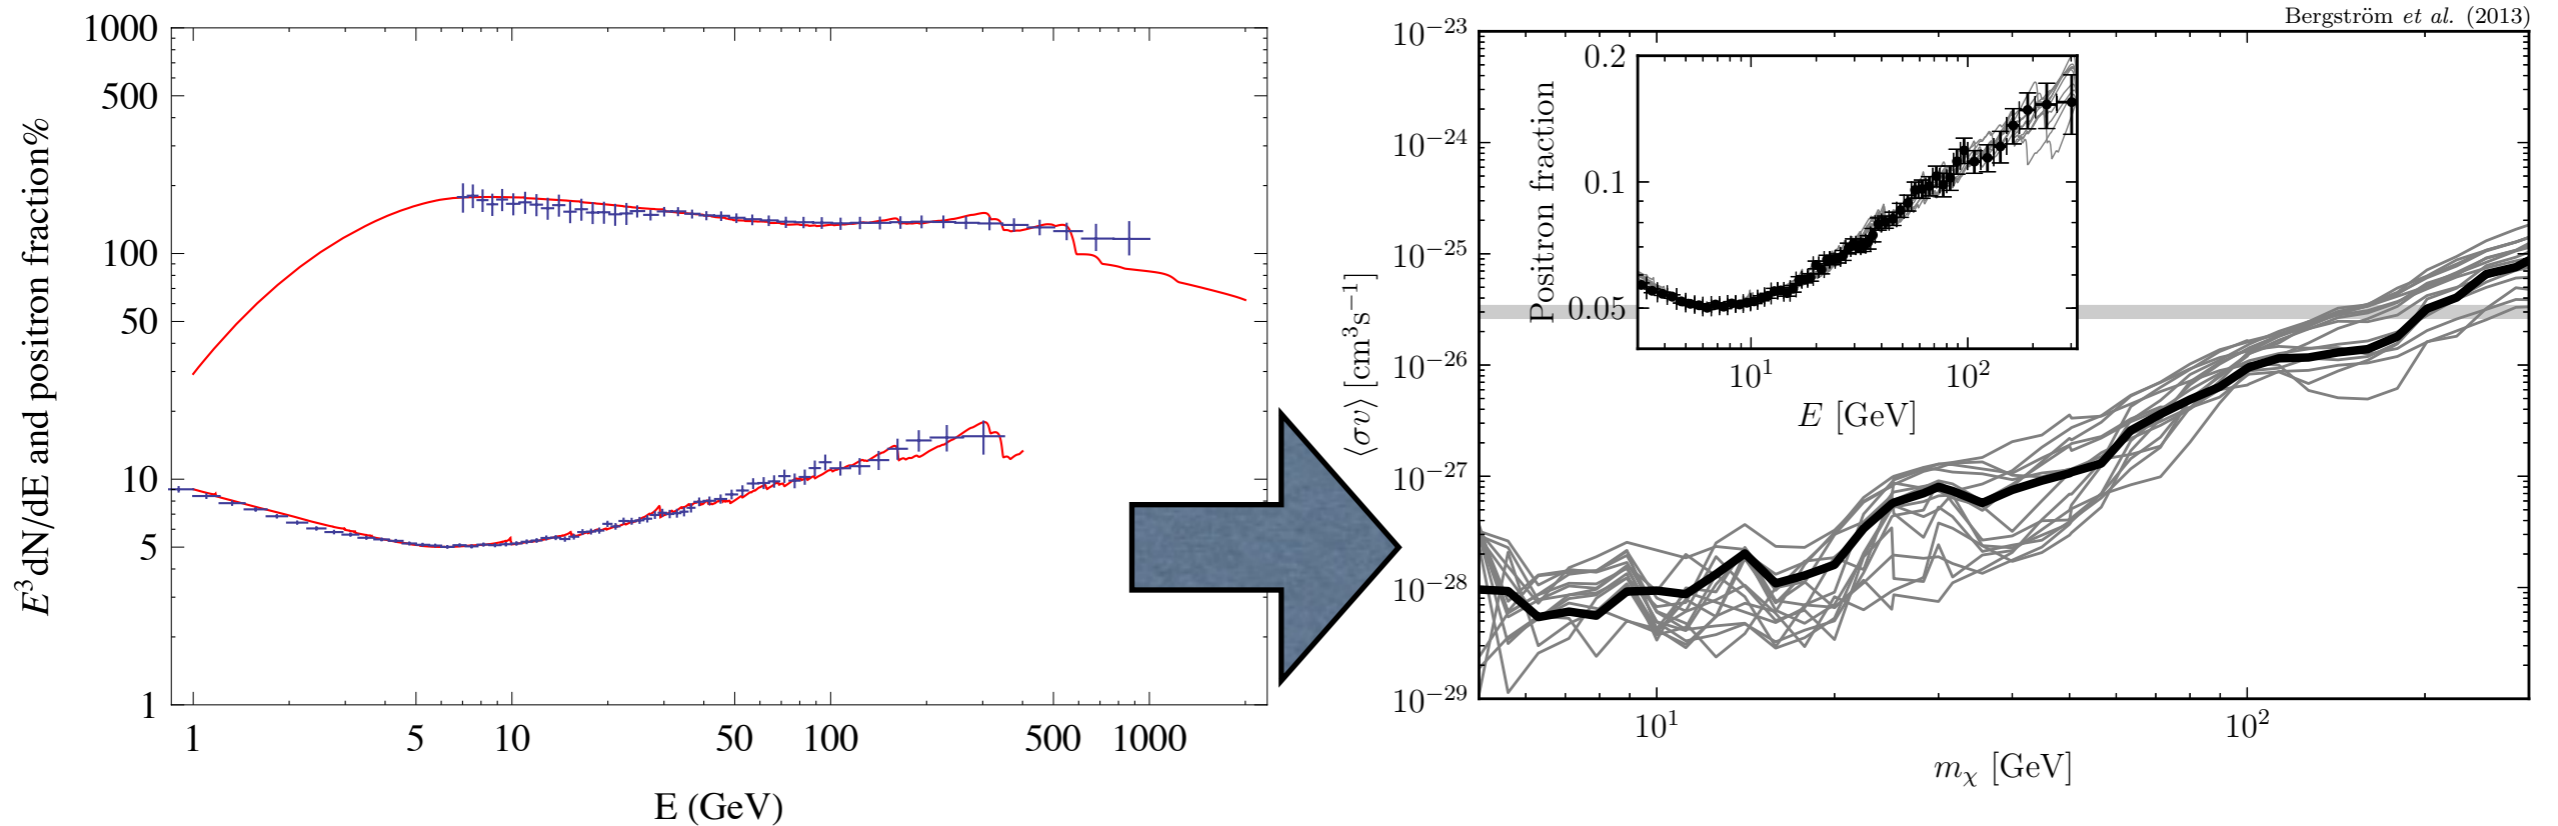 Bergström et al. (2013)
E³dN/dE and positron fraction%
1000
500
100
50
10
5
1
1 5 10 50 100 500 1000
E (GeV)
⟨σv⟩ [cm³s⁻¹]
10⁻²³
10⁻²⁴
10⁻²⁵
10⁻²⁶
10⁻²⁷
10⁻²⁸
10⁻²⁹
10¹ 10²
mχ [GeV]
Positron fraction
0.2
0.1
0.05
10¹ 10²
E [GeV]